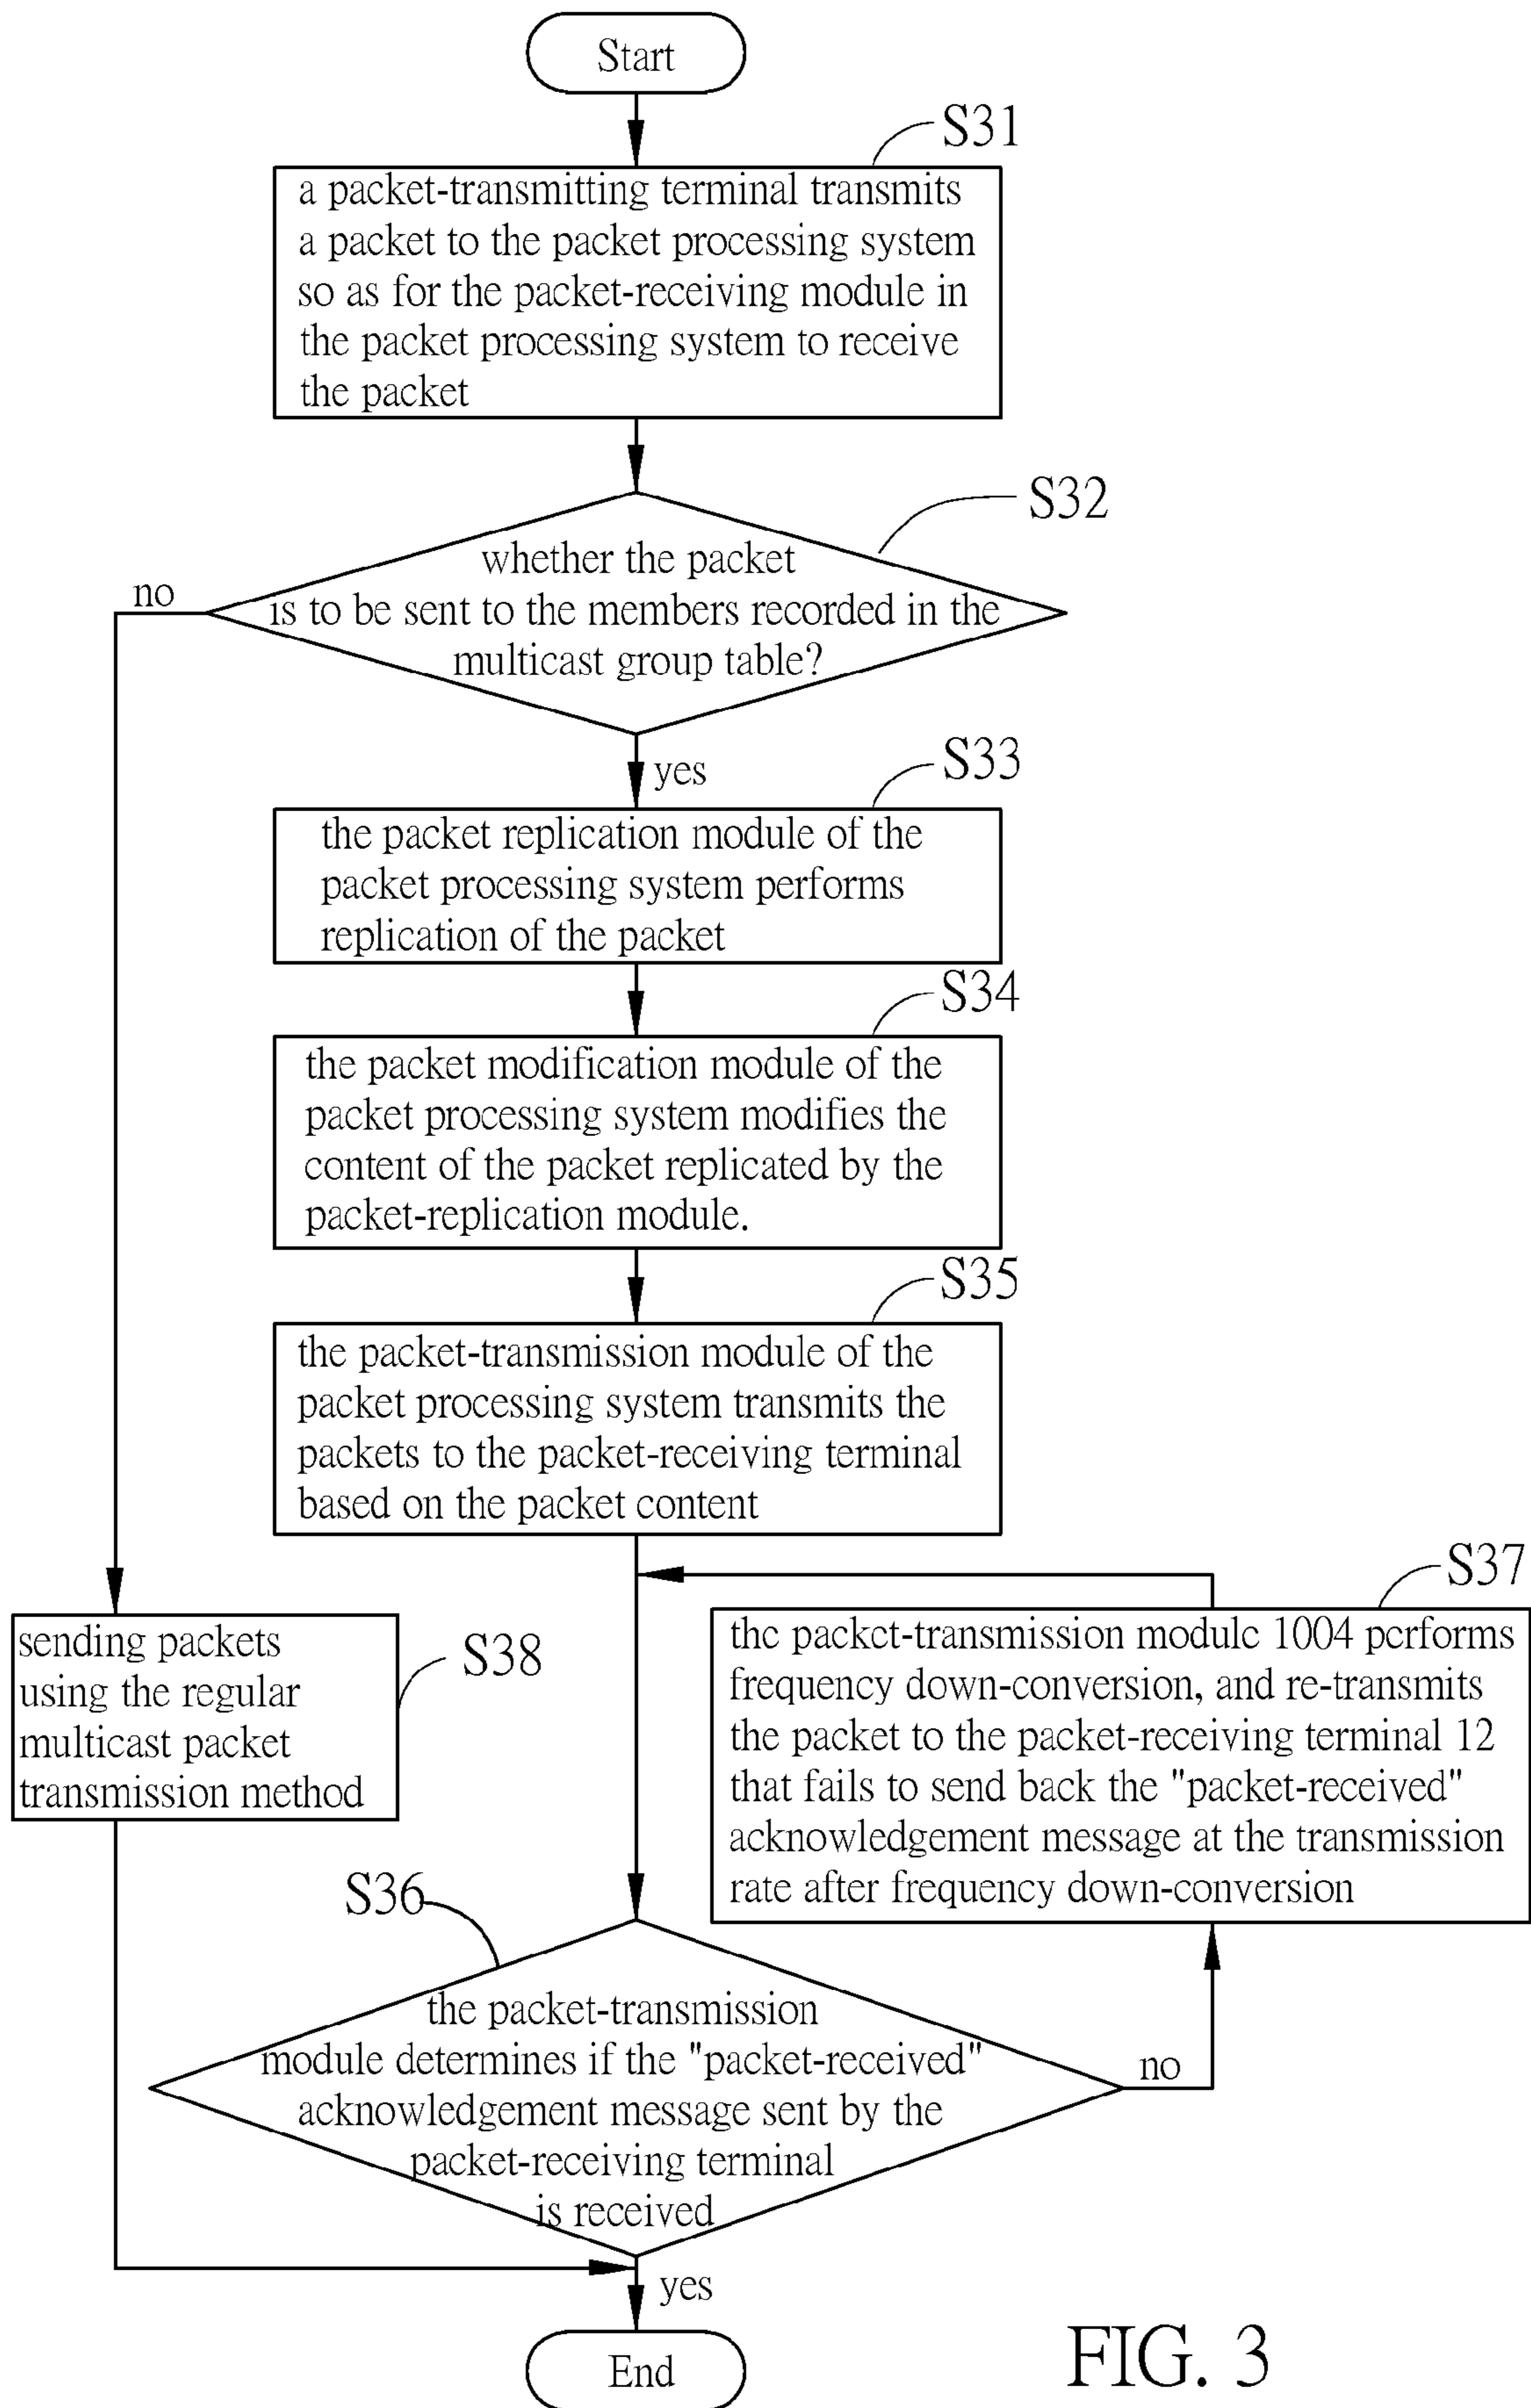 Start
S31
a packet-transmitting terminal transmits
a packet to the packet processing system
so as for the packet-receiving module in
the packet processing system to receive
the packet
S32
whether the packet
is to be sent to the members recorded in the
multicast group table?
no
yes
S33
the packet replication module of the
packet processing system performs
replication of the packet
S34
the packet modification module of the
packet processing system modifies the
content of the packet replicated by the
packet-replication module.
S35
the packet-transmission module of the
packet processing system transmits the
packets to the packet-receiving terminal
based on the packet content
S37
the packet-transmission module 1004 performs
frequency down-conversion, and re-transmits
the packet to the packet-receiving terminal 12
that fails to send back the "packet-received"
acknowledgement message at the transmission
rate after frequency down-conversion
S38
sending packets
using the regular
multicast packet
transmission method
S36
the packet-transmission
module determines if the "packet-received"
acknowledgement message sent by the
packet-receiving terminal
is received
no
yes
End
FIG. 3